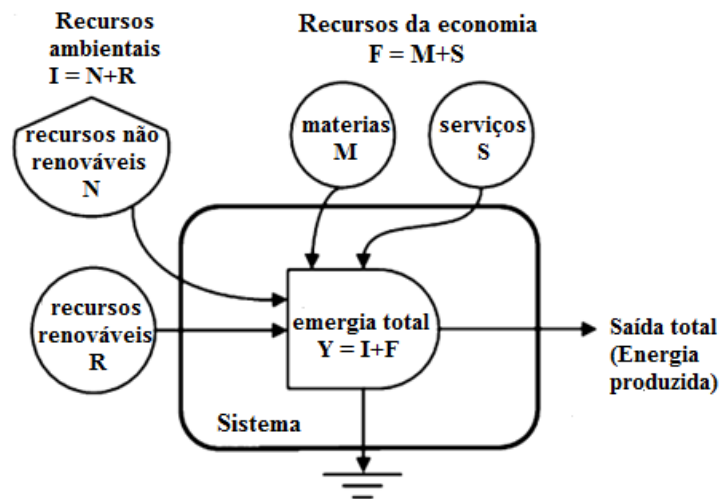 Recursos
ambientais
I = N+R
Recursos da economia
F = M+S
recursos não
renováveis
N
materias
M
serviços
S
recursos
renováveis
R
emergia total
Y = I+F
Saída total
(Energia
produzida)
Sistema